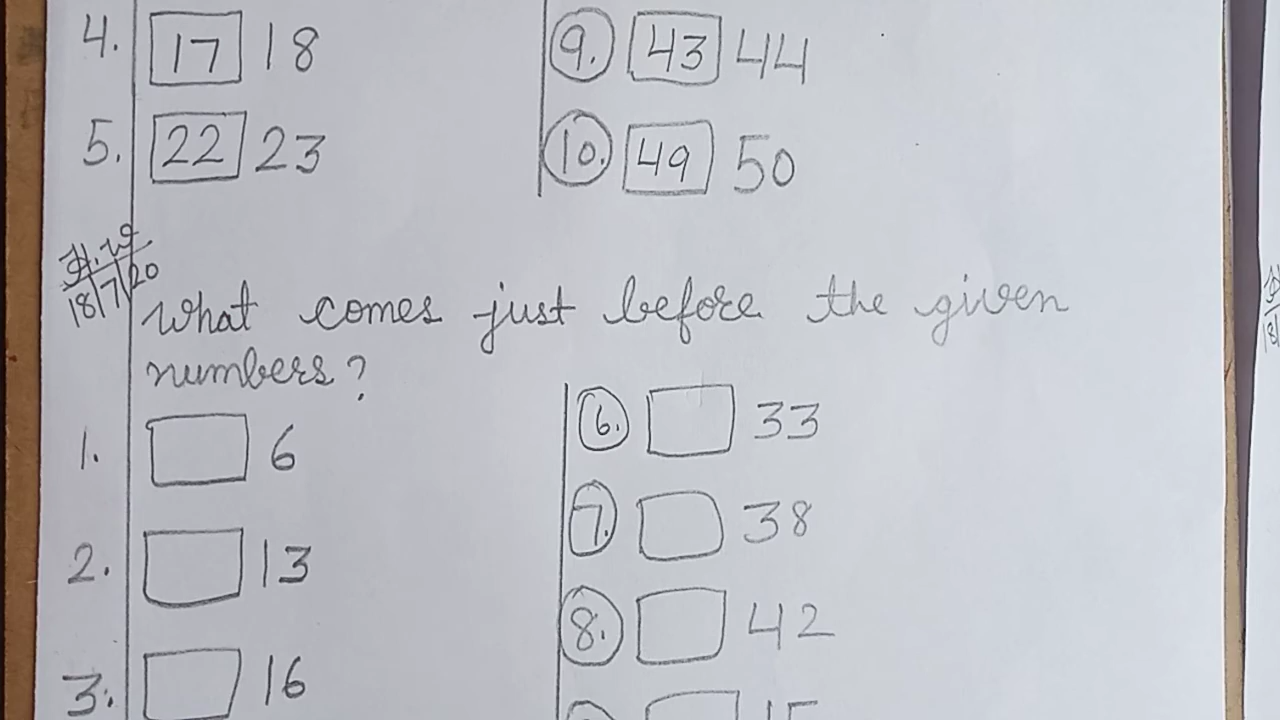 4. 17 18
5. 22 23
9. 43 44
10. 49 50
18/7/20
What comes just before the given
numbers?
1. 6
2. 13
3. 16
6. 33
7. 38
8. 42